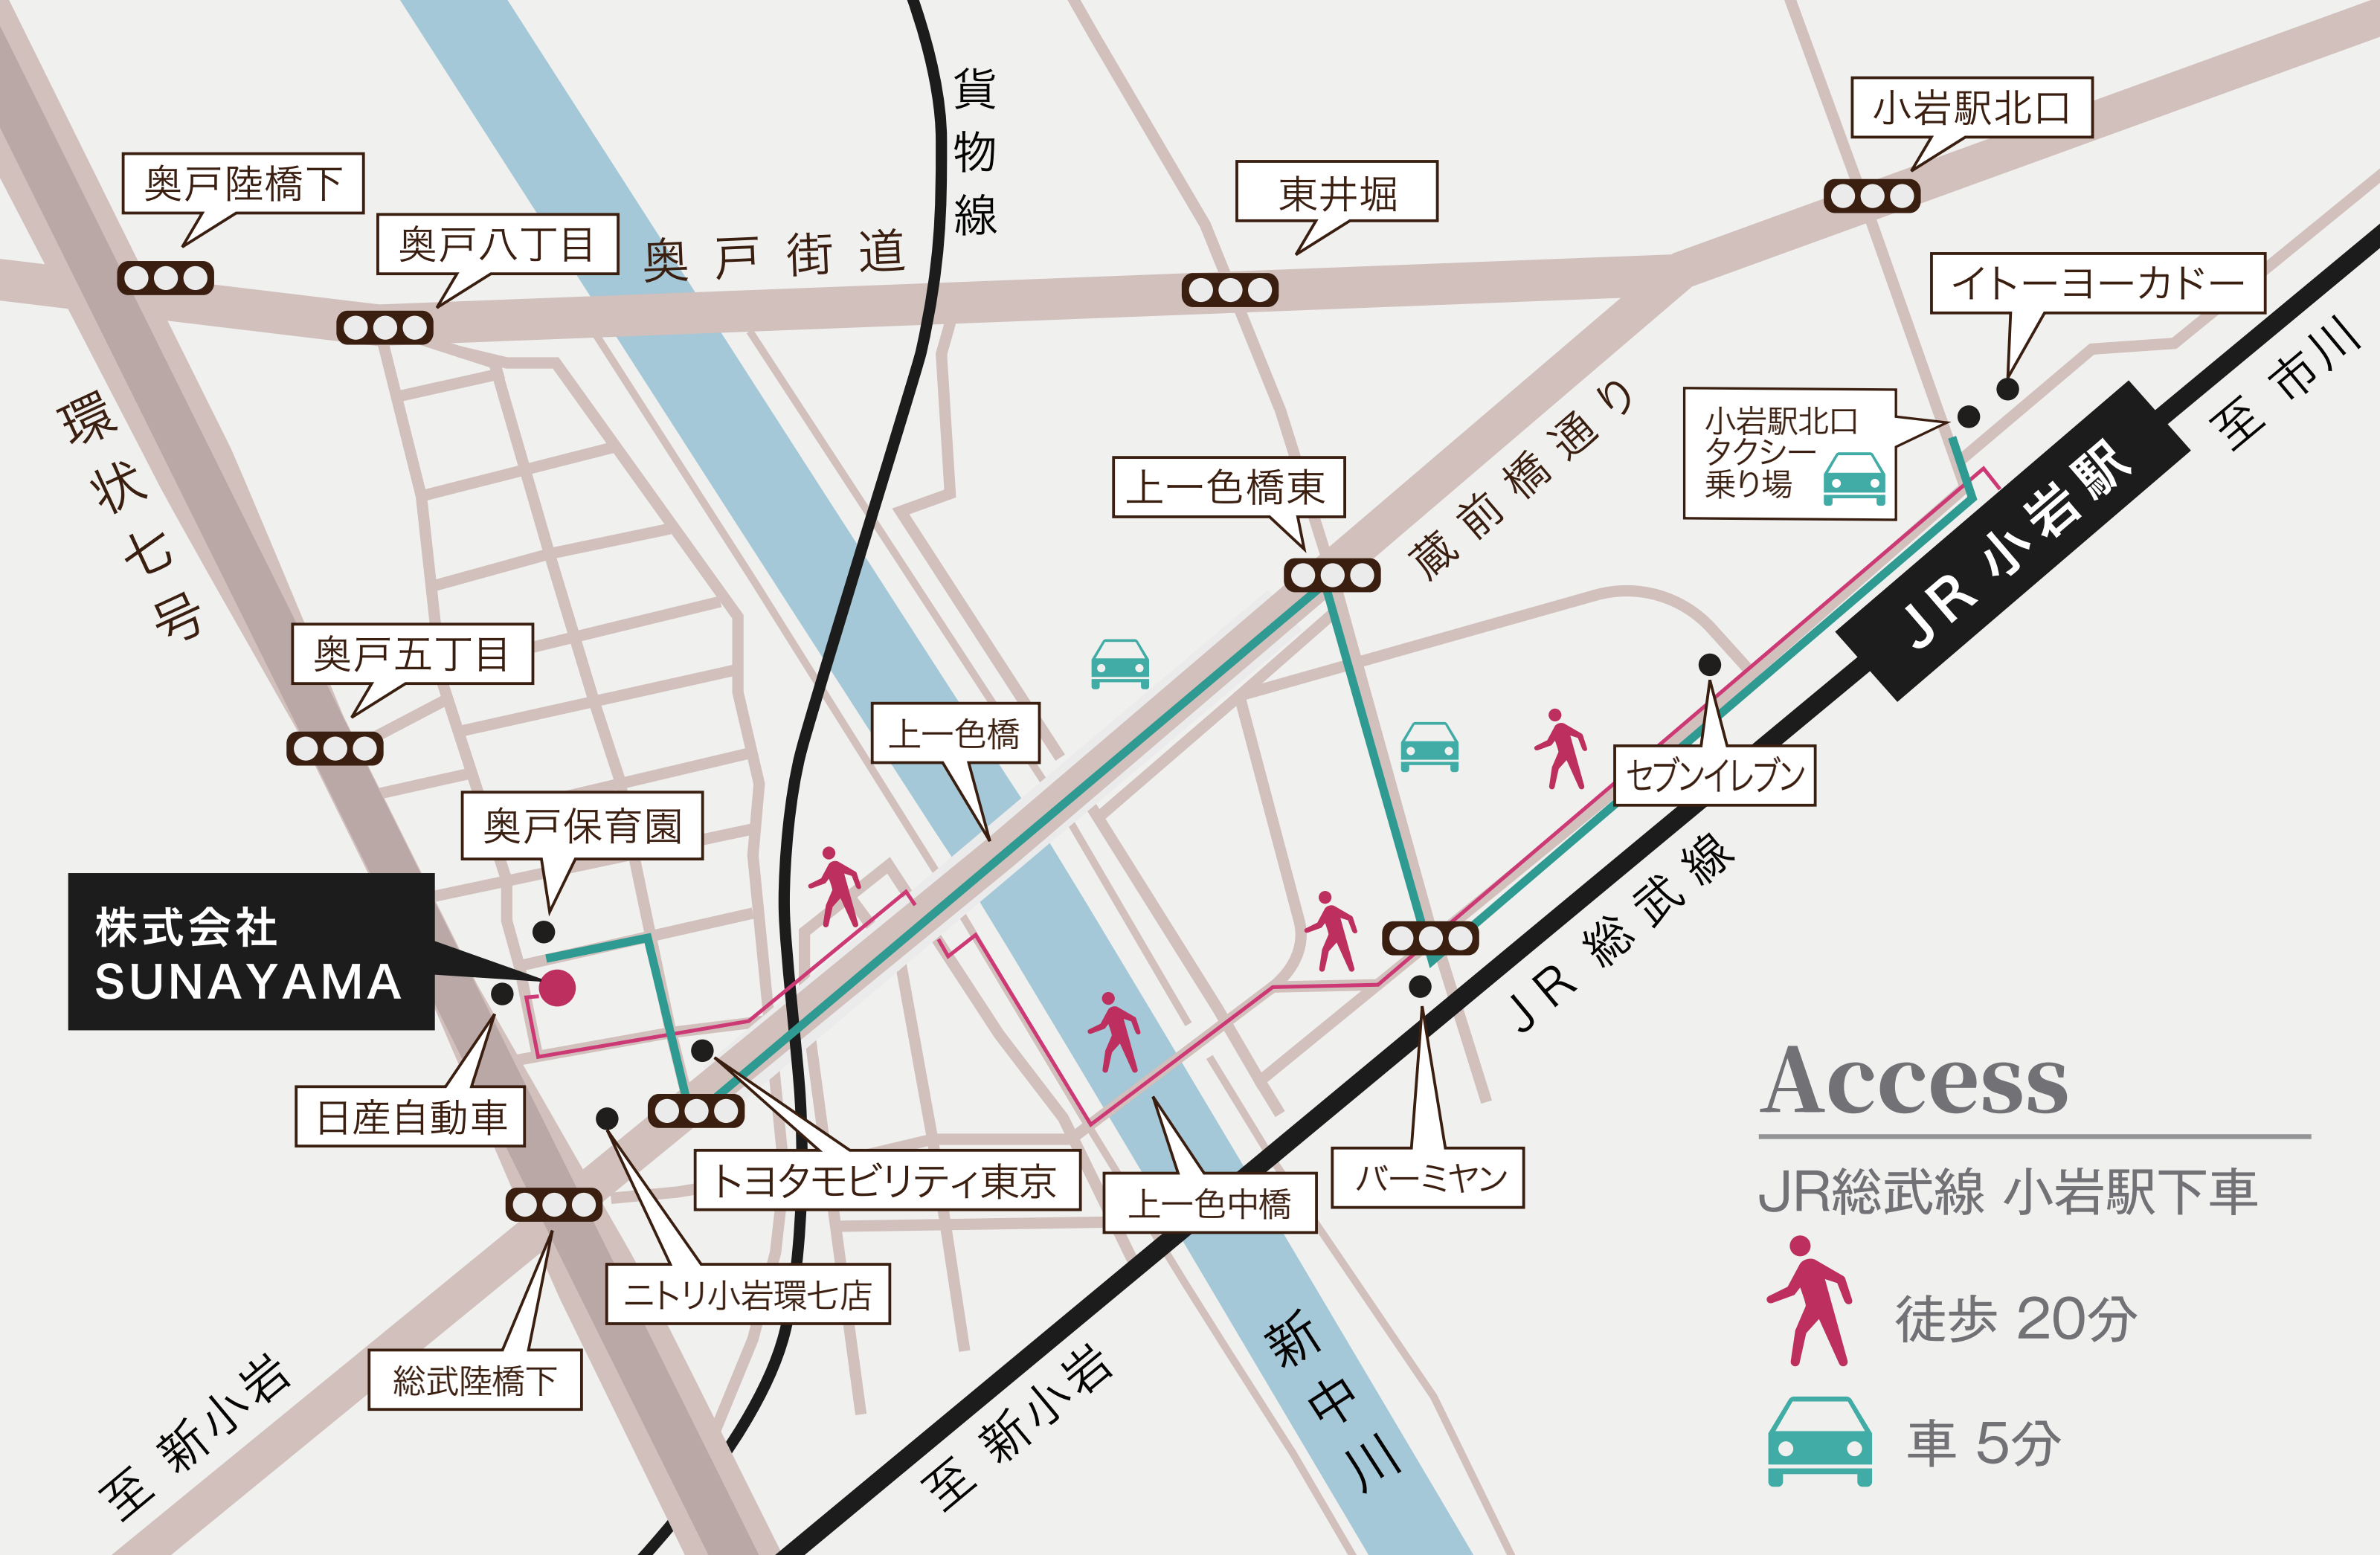 貨物線
小岩駅北口
奥戸陸橋下
東井堀
奥戸八丁目
奥戸街道
イトーヨーカドー
至 市川
環状七号
蔵前橋通り
小岩駅北口
タクシー
乗り場
上一色橋東
JR 小岩駅
奥戸五丁目
上一色橋
セブンイレブン
奥戸保育園
JR 総武線
株式会社
SUNAYAMA
日産自動車
トヨタモビリティ東京
上一色中橋
バーミヤン
ニトリ小岩環七店
総武陸橋下
至 新小岩
至 新小岩
新中川
Access
JR総武線 小岩駅下車
徒歩 20分
車 5分